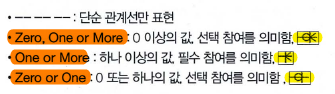 • ― ― ― ― : 단순 관계선만 표현
• Zero, One or More : 0 이상의 값, 선택 참여를 의미함,
• One or More : 하나 이상의 값, 필수 참여를 의미함,
• Zero or One : 0 또는 하나의 값, 선택 참여를 의미함,